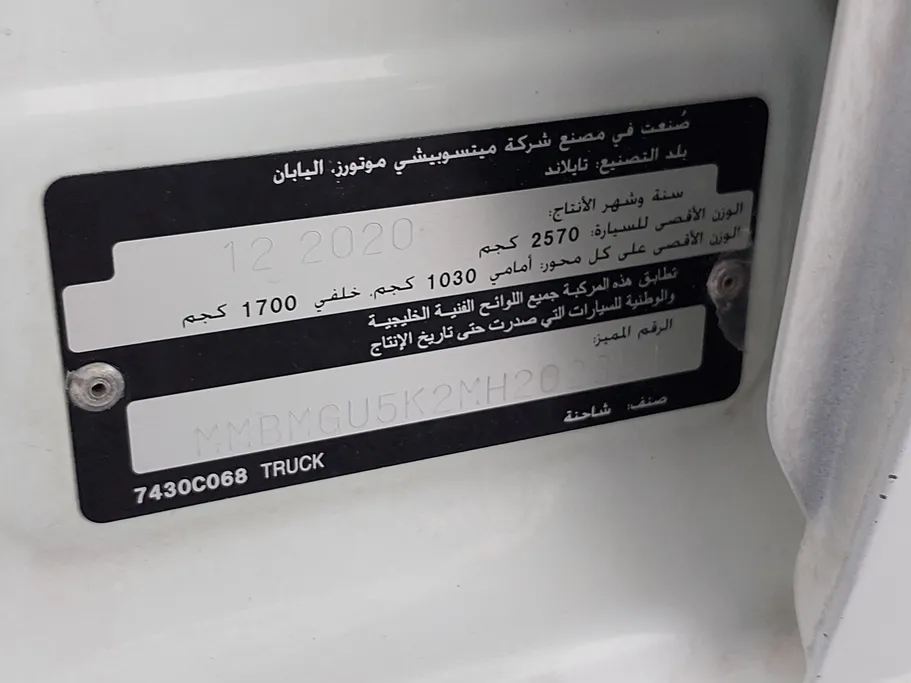 صُنعت في مصنع شركة ميتسوبيشي موتورز، اليابان
بلد التصنيع: تايلاند
سنة وشهر الأنتاج:
12 2020
الوزن الأقصى للسيارة: 2570 كجم
الوزن الأقصى على كل محور: أمامي 1030 كجم، خلفي 1700 كجم
تطابق هذه المركبة جميع اللوائح الفنية الخليجية
والوطنية للسيارات التي صدرت حتى تاريخ الإنتاج
الرقم المميز:
صنف: شاحنة
7430C068 TRUCK